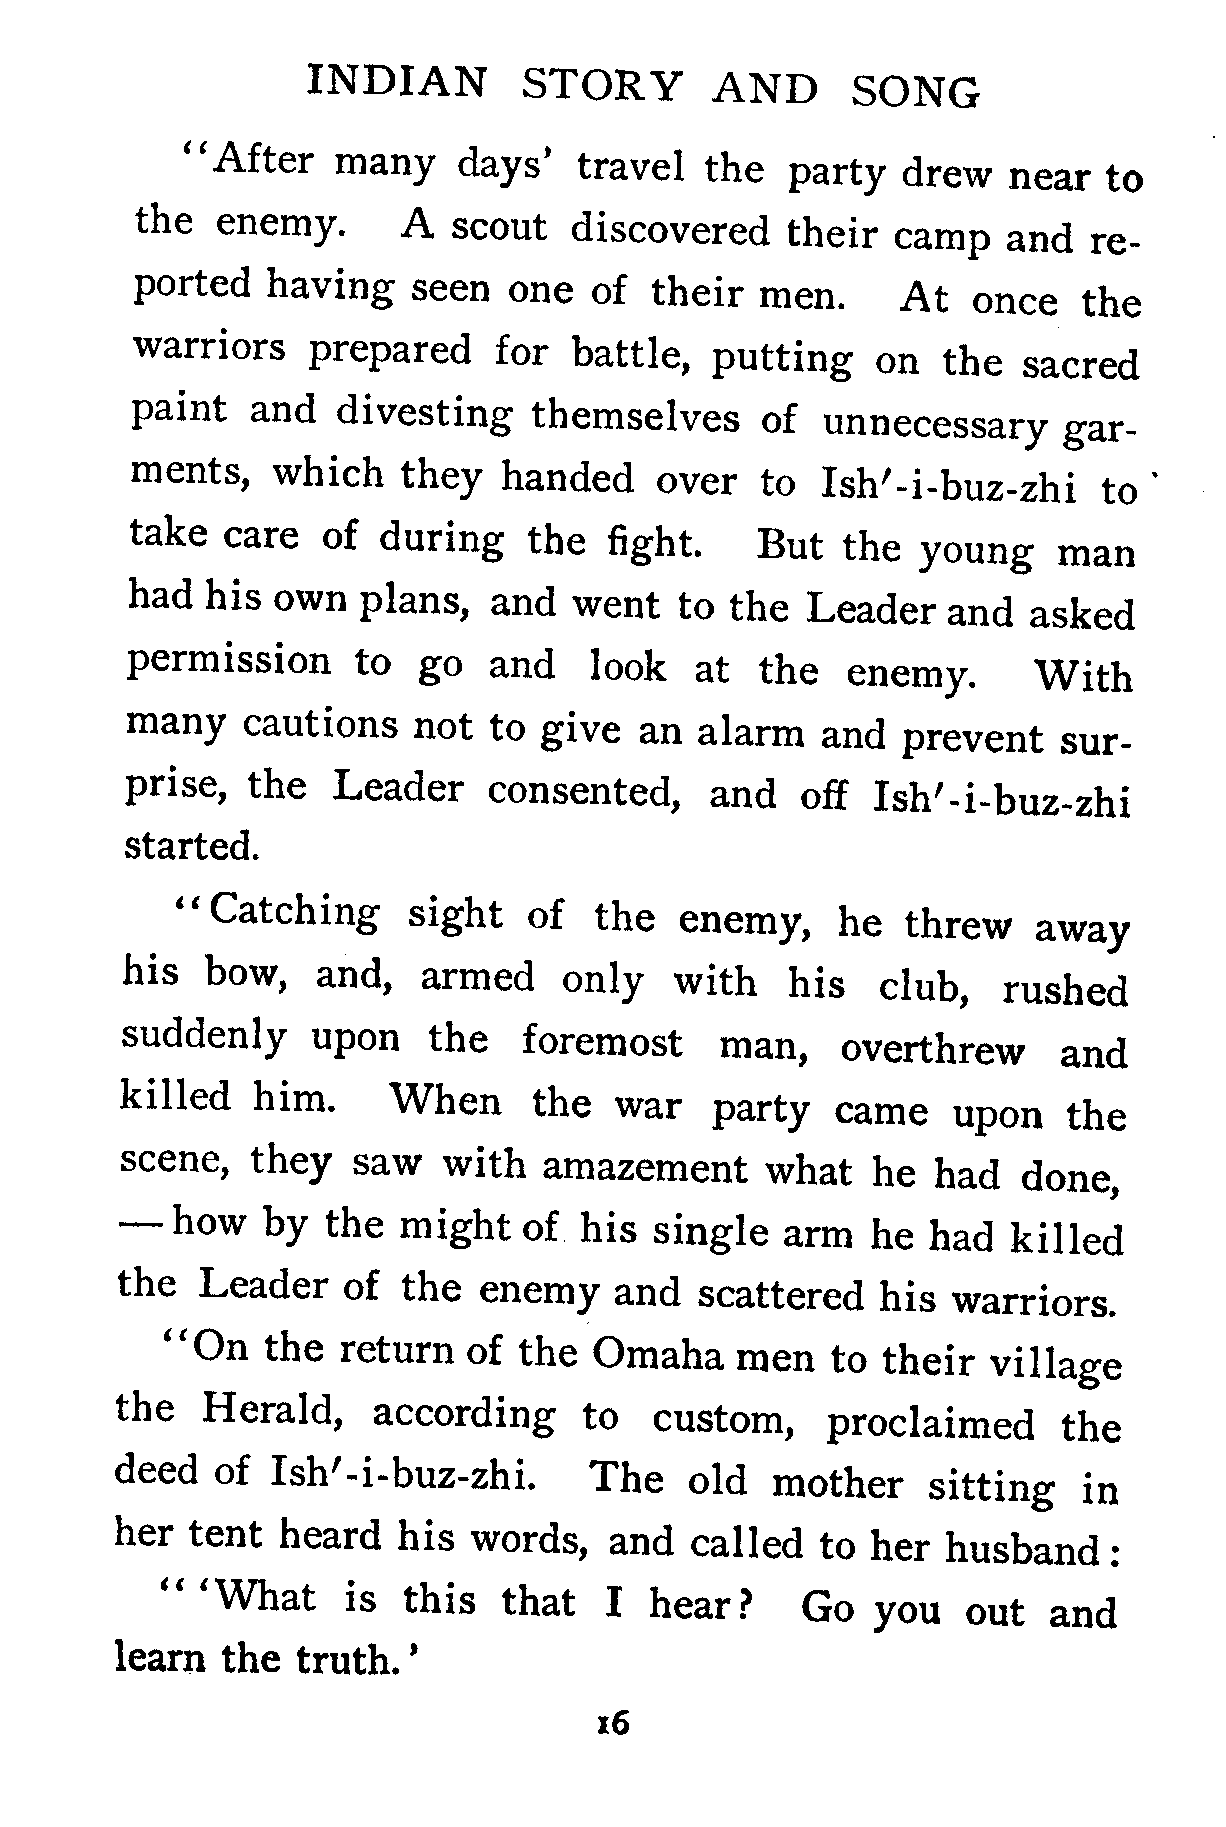 INDIAN STORY AND SONG
"After many days' travel the party drew near to
the enemy. A scout discovered their camp and re-
ported having seen one of their men. At once the
warriors prepared for battle, putting on the sacred
paint and divesting themselves of unnecessary gar-
ments, which they handed over to Ish′-i-buz-zhi to
take care of during the fight. But the young man
had his own plans, and went to the Leader and asked
permission to go and look at the enemy. With
many cautions not to give an alarm and prevent sur-
prise, the Leader consented, and off Ish′-i-buz-zhi
started.
"Catching sight of the enemy, he threw away
his bow, and, armed only with his club, rushed
suddenly upon the foremost man, overthrew and
killed him. When the war party came upon the
scene, they saw with amazement what he had done,
—how by the might of his single arm he had killed
the Leader of the enemy and scattered his warriors.
"On the return of the Omaha men to their village
the Herald, according to custom, proclaimed the
deed of Ish′-i-buz-zhi. The old mother sitting in
her tent heard his words, and called to her husband:
"'What is this that I hear? Go you out and
learn the truth.'
16